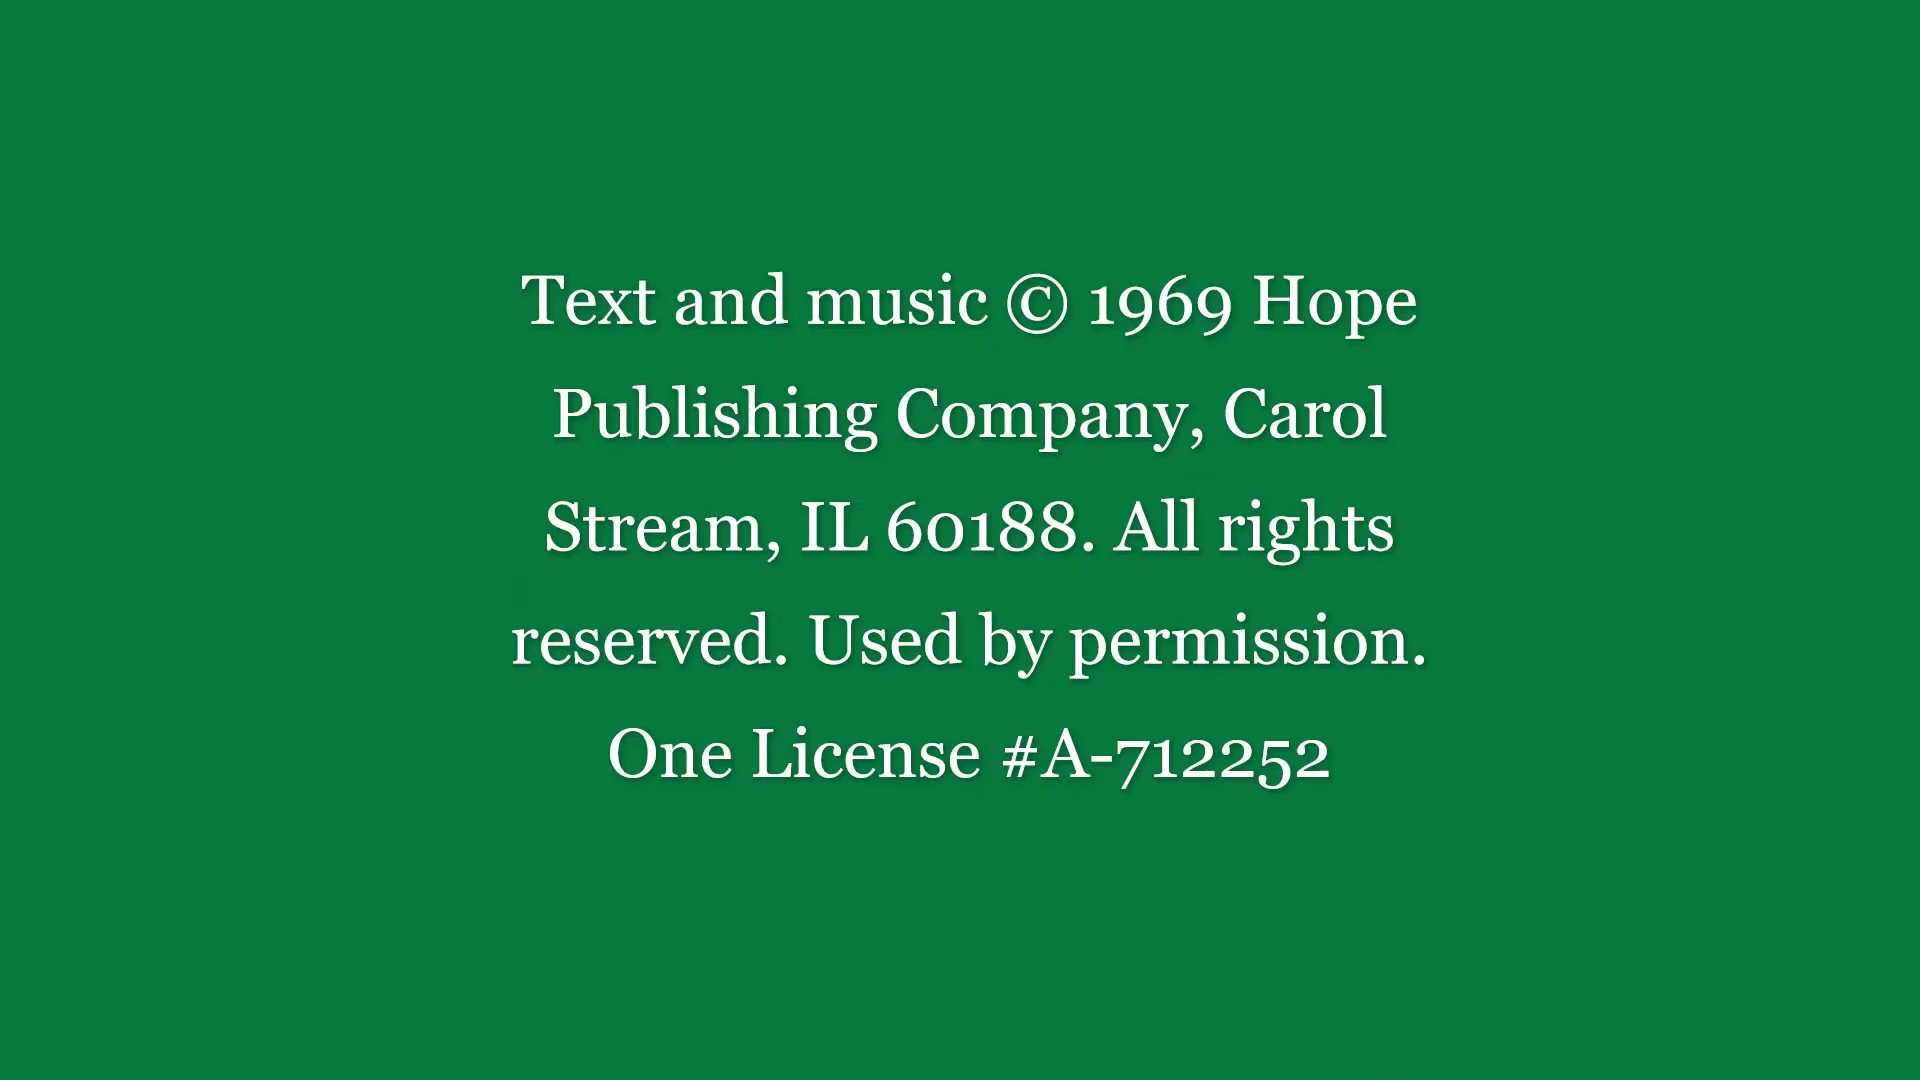 Text and music © 1969 Hope
Publishing Company, Carol
Stream, IL 60188. All rights
reserved. Used by permission.
One License #A-712252